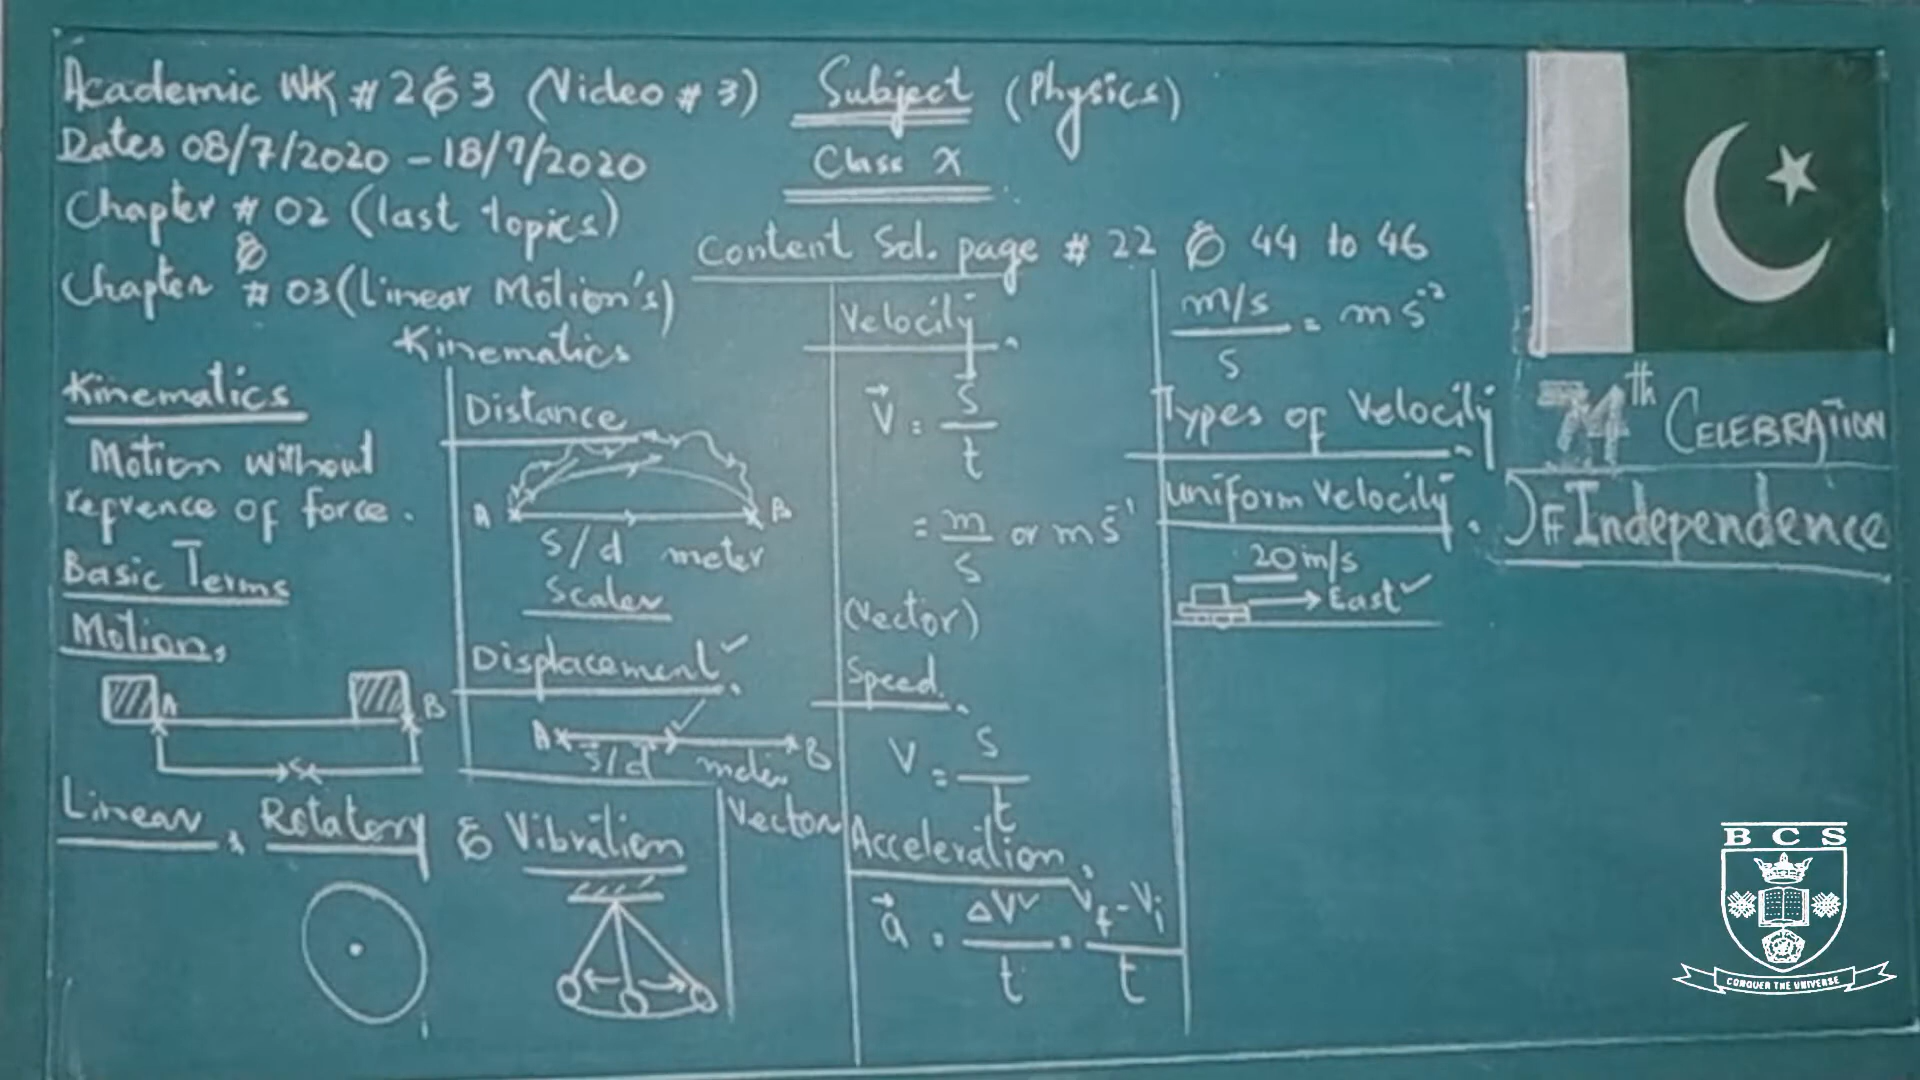 Academic WK # 2 & 3 (Video # 3) Subject (Physics)
Dates 08/7/2020 - 18/7/2020 Class X
Chapter # 02 (last topics)
&
Chapter # 03 (Linear Motion's)
Content Sel. page # 22 & 44 to 46
Kinematics
Kinematics
Motion without
refrence of force.
Basic Terms
Motion,
A B
S
Linear, Rotatory & Vibration
Distance
A B
S/d meter
Scaler
Displacement ✓
A B
s/d meter
Vector
Velocity
V = S
t
= m
s or ms⁻¹
(Vector)
Speed
V = S
t
Acceleration,
a = ΔV = Vf - Vi
t t
m/s = ms⁻²
s
Types of Velocity
uniform velocity
20 m/s
East ✓
74th CELEBRATION
OF Independence
BCS
CONQUER THE UNIVERSE